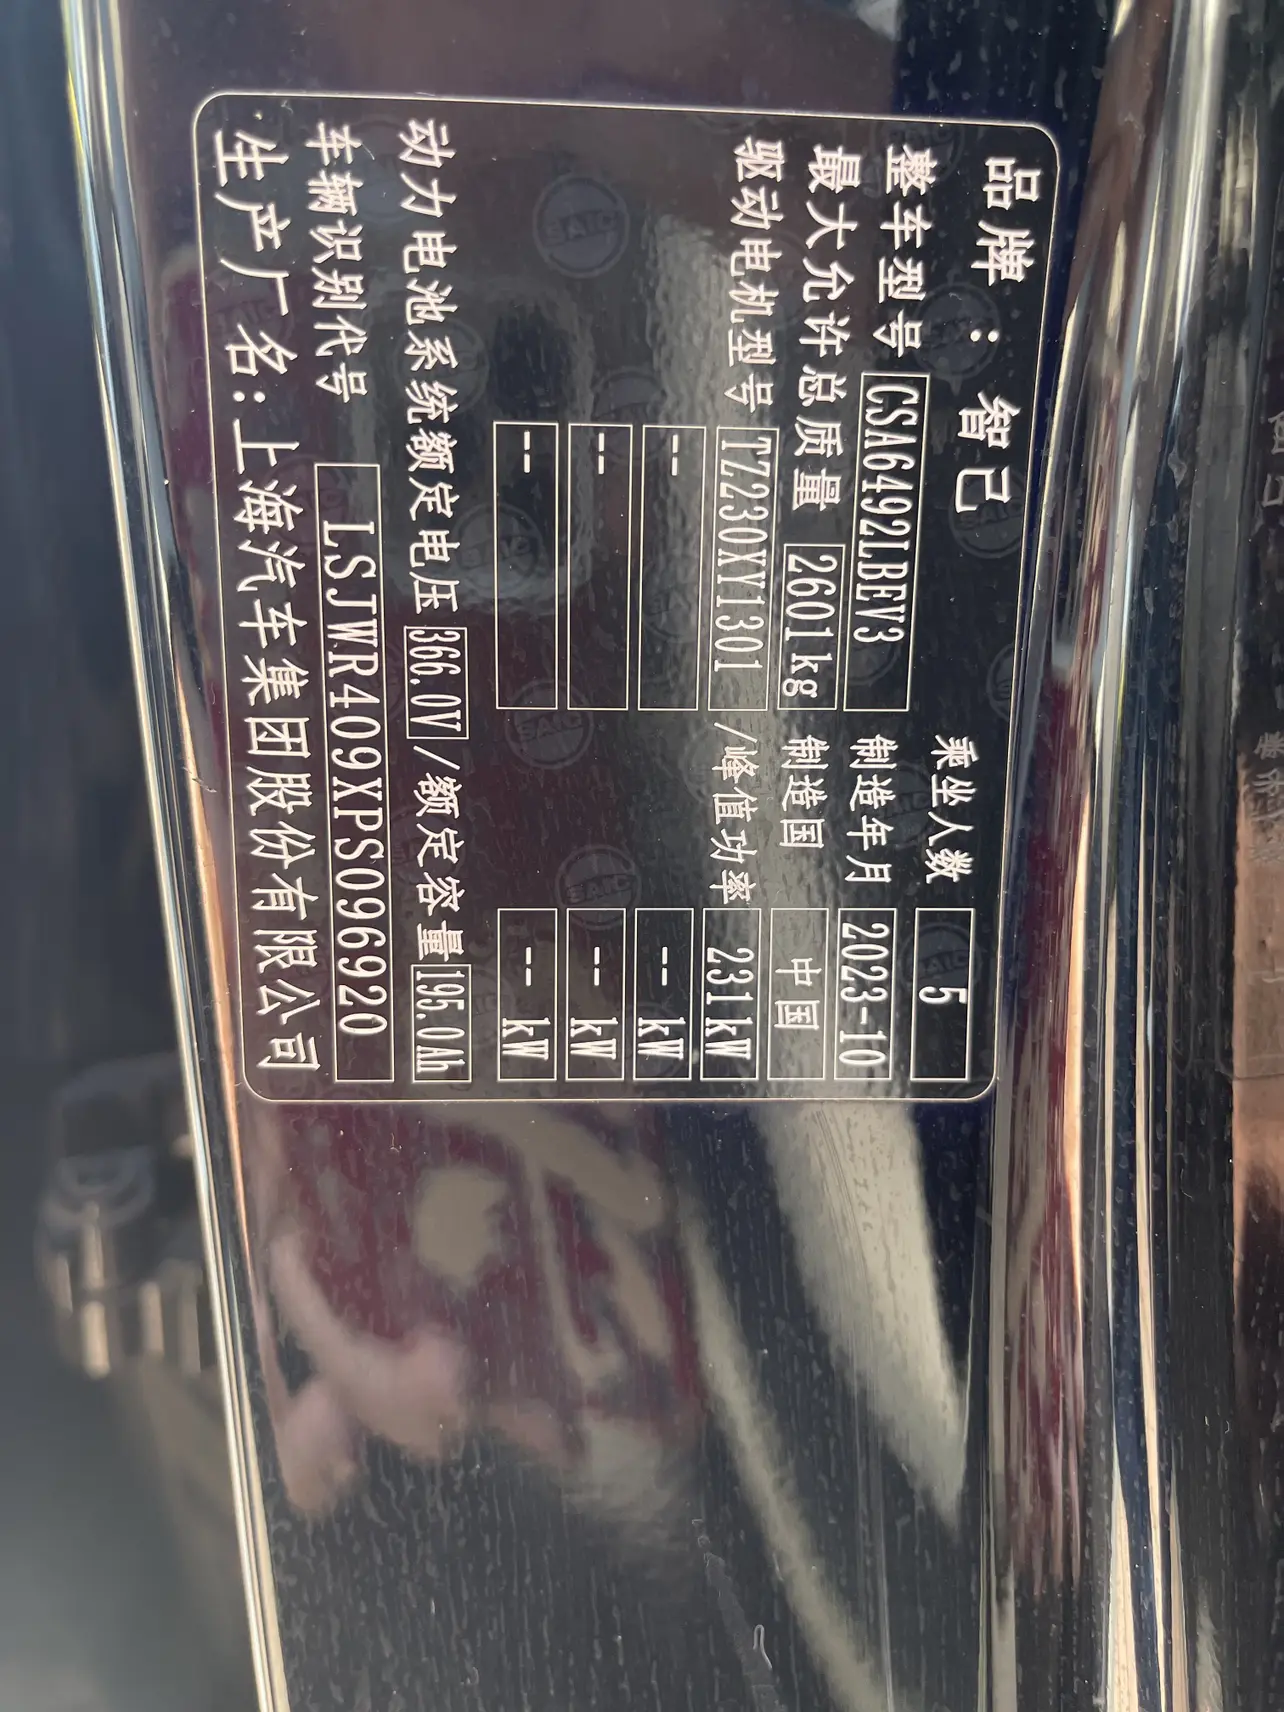 品牌：智己 乘坐人数 5
整车型号 CSA6492LBEV3 制造年月 2023-10
最大允许总质量 2601kg 制造国 中国
驱动电机型号 TZ230XY1301 /峰值功率 231kW
-- -- kW
-- -- kW
-- -- kW
动力电池系统额定电压 366.0V /额定容量 195.0Ah
车辆识别代号 LSJWR409XPS096920
生产厂名：上海汽车集团股份有限公司
SAIC